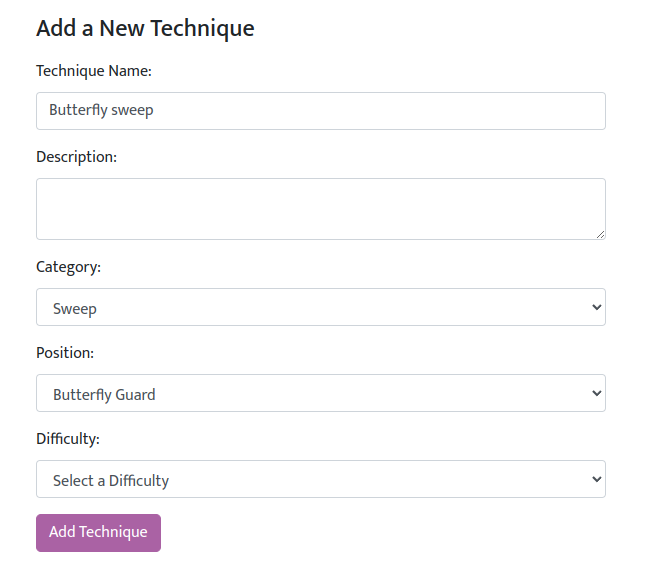 Add a New Technique
Technique Name:
Butterfly sweep
Description:
Category:
Sweep
Position:
Butterfly Guard
Difficulty:
Select a Difficulty
Add Technique